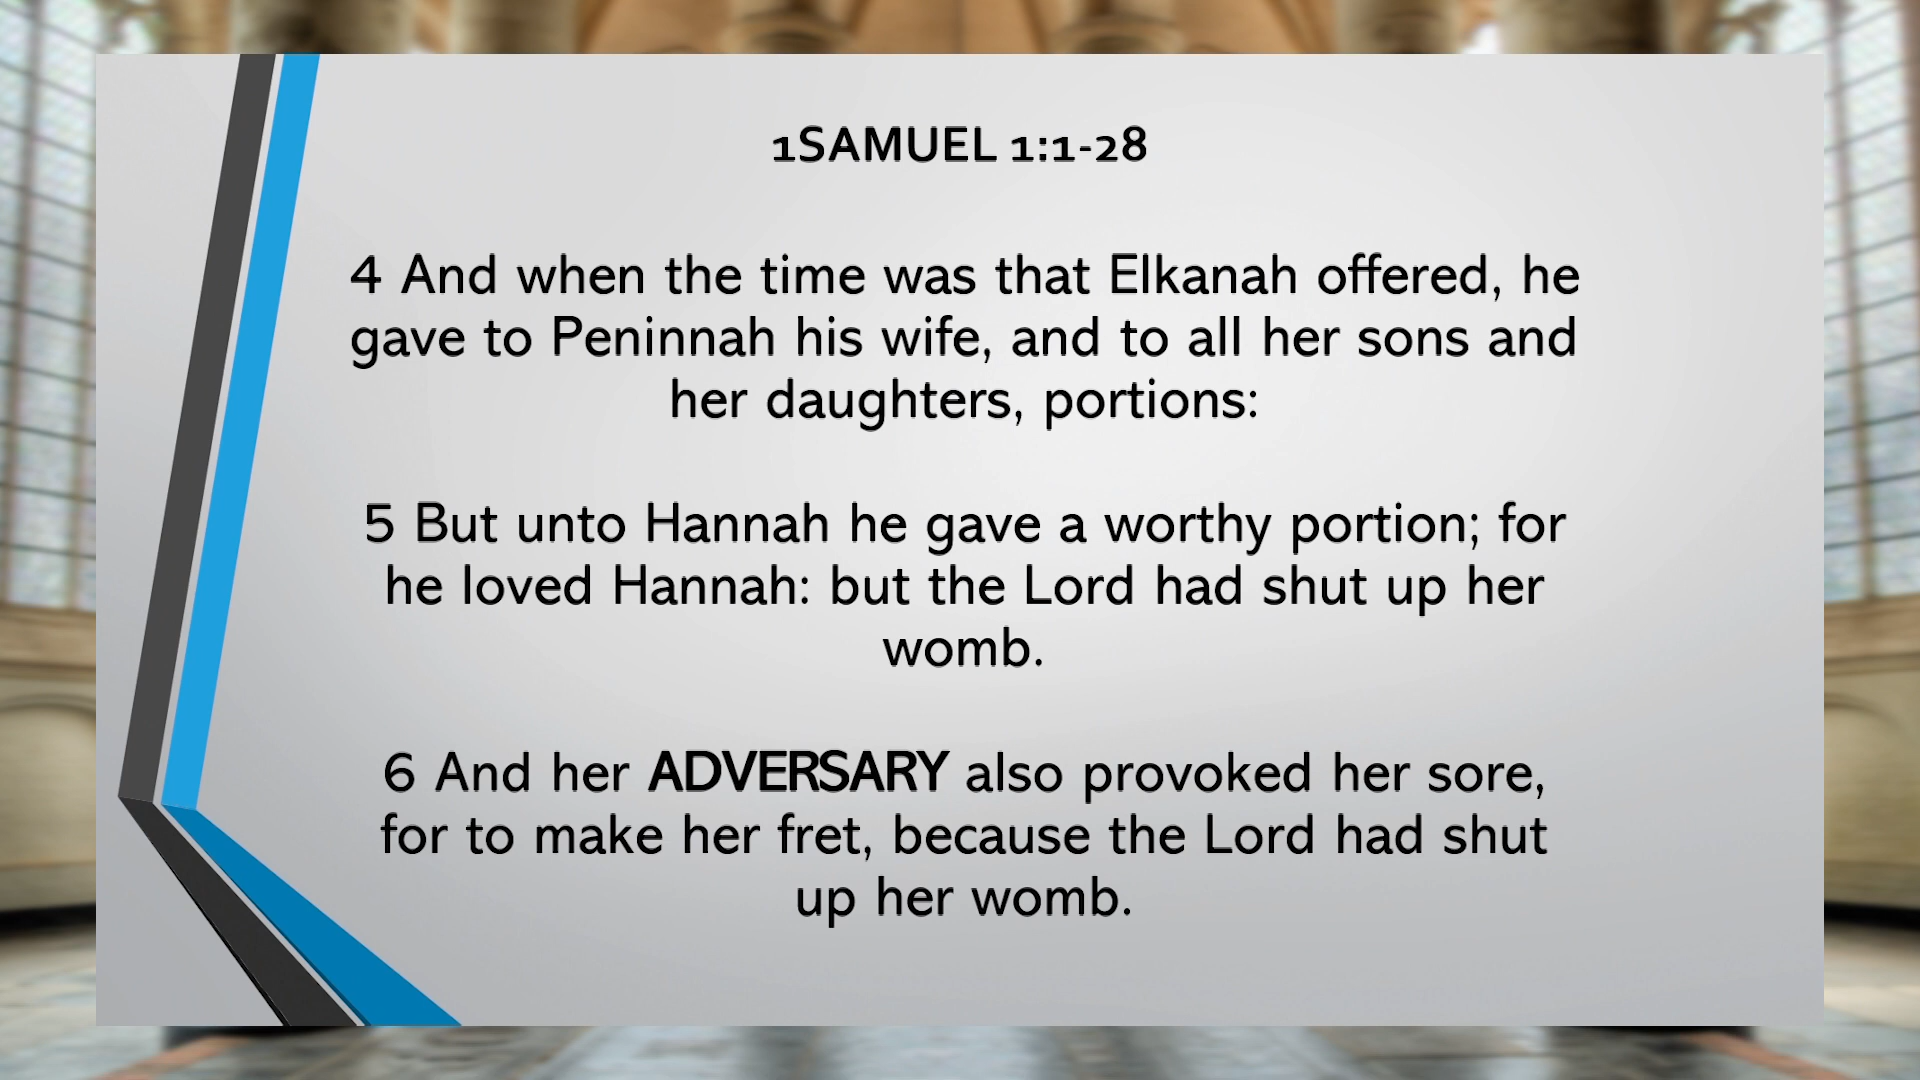 1SAMUEL 1:1-28
4 And when the time was that Elkanah offered, he
gave to Peninnah his wife, and to all her sons and
her daughters, portions:
5 But unto Hannah he gave a worthy portion; for
he loved Hannah: but the Lord had shut up her
womb.
6 And her ADVERSARY also provoked her sore,
for to make her fret, because the Lord had shut
up her womb.